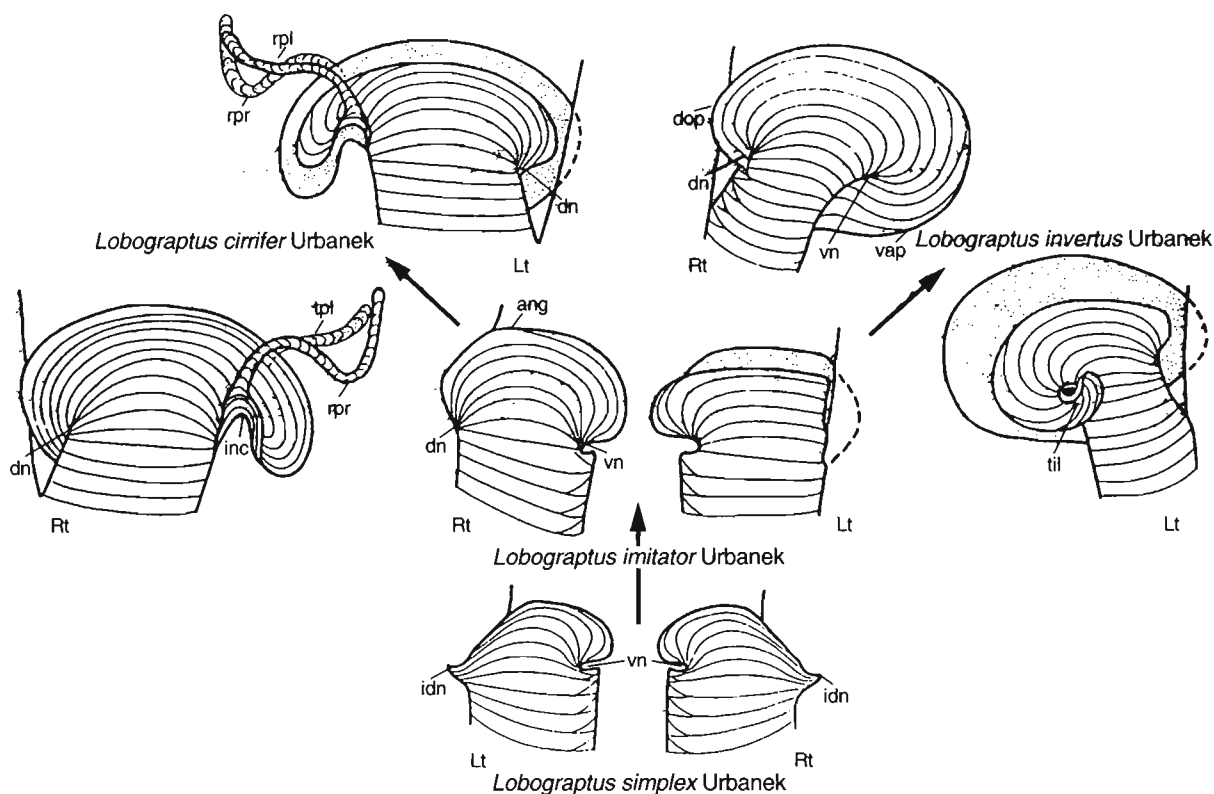 rpl
rpr
dn
Lobograptus cirrifer Urbanek
Lt
dop
dn
Rt
vn
vap
Lobograptus invertus Urbanek
tpl
rpr
inc
dn
Rt
ang
dn
vn
Rt
Lt
til
Lt
Lobograptus imitator Urbanek
vn
idn
idn
Lt
Rt
Lobograptus simplex Urbanek